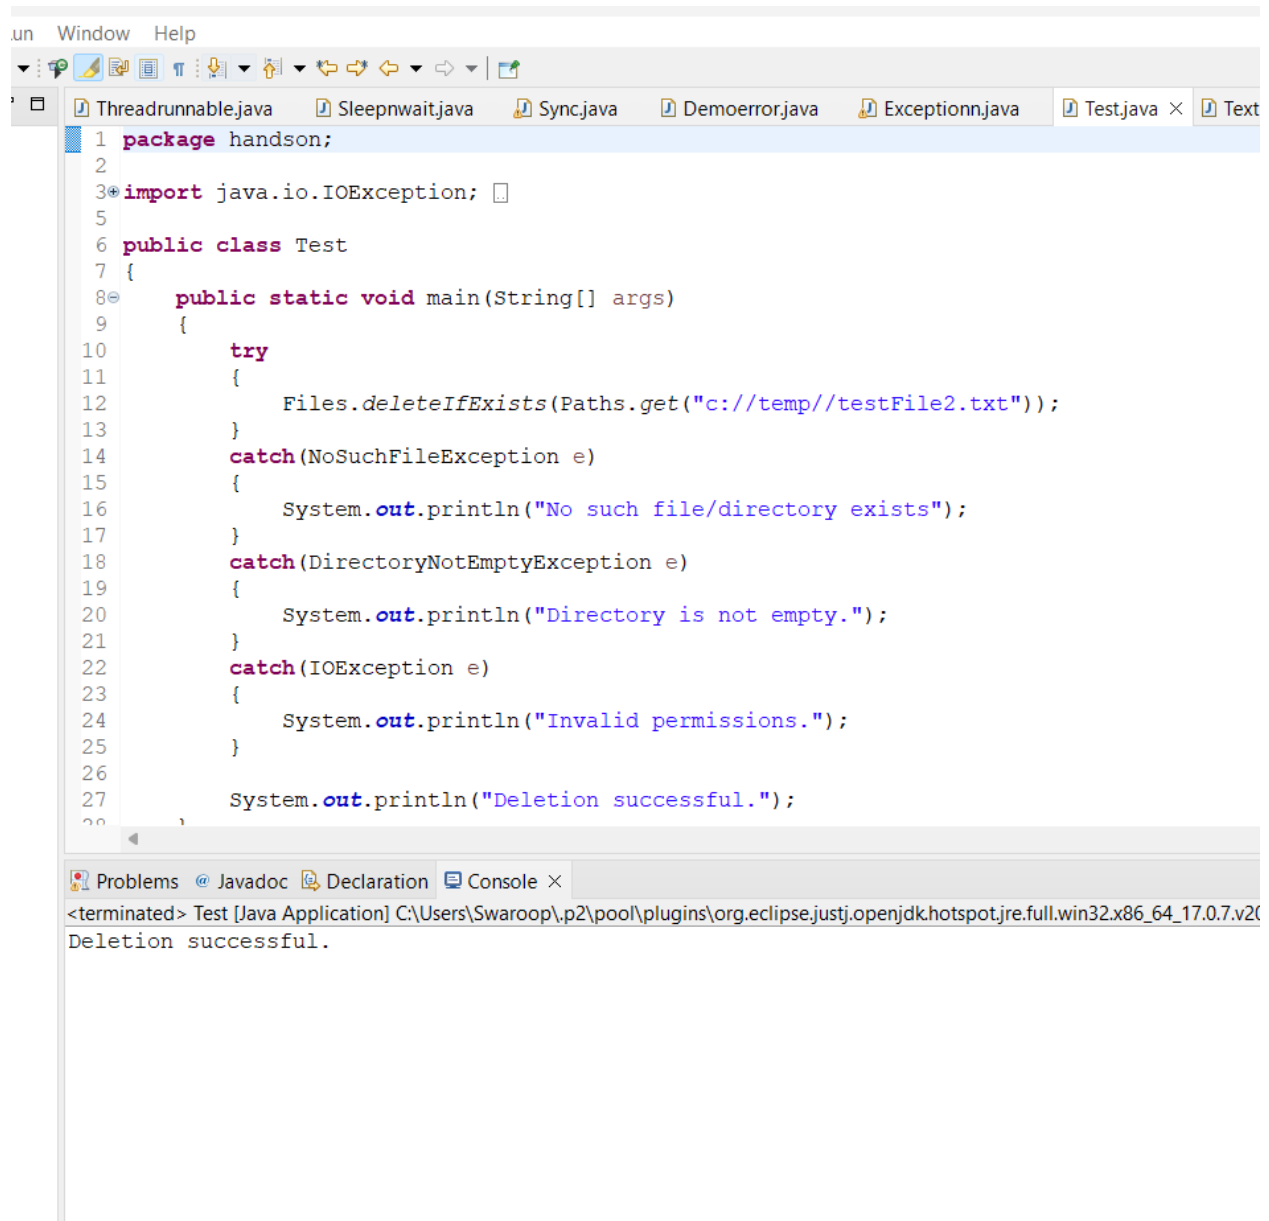 Window Help
Threadrunnable.java Sleepnwait.java Sync.java Demoerror.java Exceptionn.java Test.java Text
1 package handson;
2
3 import java.io.IOException;
5
6 public class Test
7 {
8 public static void main(String[] args)
9 {
10 try
11 {
12 Files.deleteIfExists(Paths.get("c://temp//testFile2.txt"));
13 }
14 catch(NoSuchFileException e)
15 {
16 System.out.println("No such file/directory exists");
17 }
18 catch(DirectoryNotEmptyException e)
19 {
20 System.out.println("Directory is not empty.");
21 }
22 catch(IOException e)
23 {
24 System.out.println("Invalid permissions.");
25 }
26
27 System.out.println("Deletion successful.");
Problems @ Javadoc Declaration Console
<terminated> Test [Java Application] C:\Users\Swaroop\.p2\pool\plugins\org.eclipse.justj.openjdk.hotspot.jre.full.win32.x86_64_17.0.7.v20
Deletion successful.